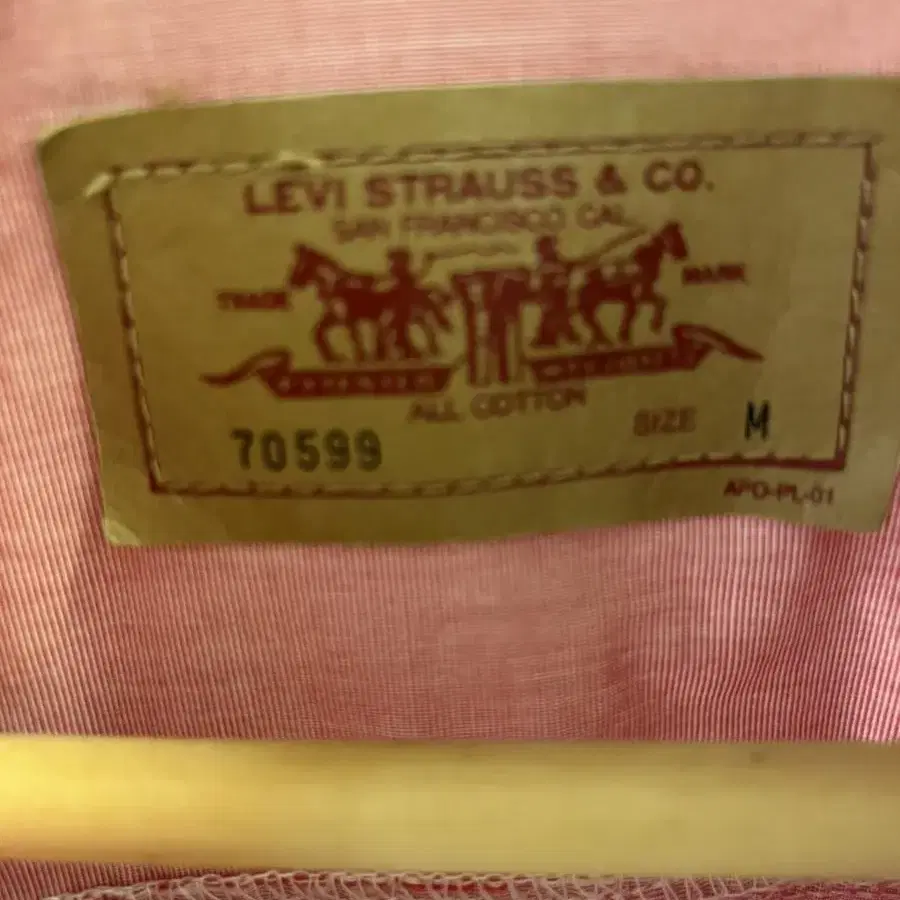 LEVI STRAUSS & CO.
SAN FRANCISCO CAL.
TRADE MARK
ALL COTTON
70599 SIZE M
APO-PL-01